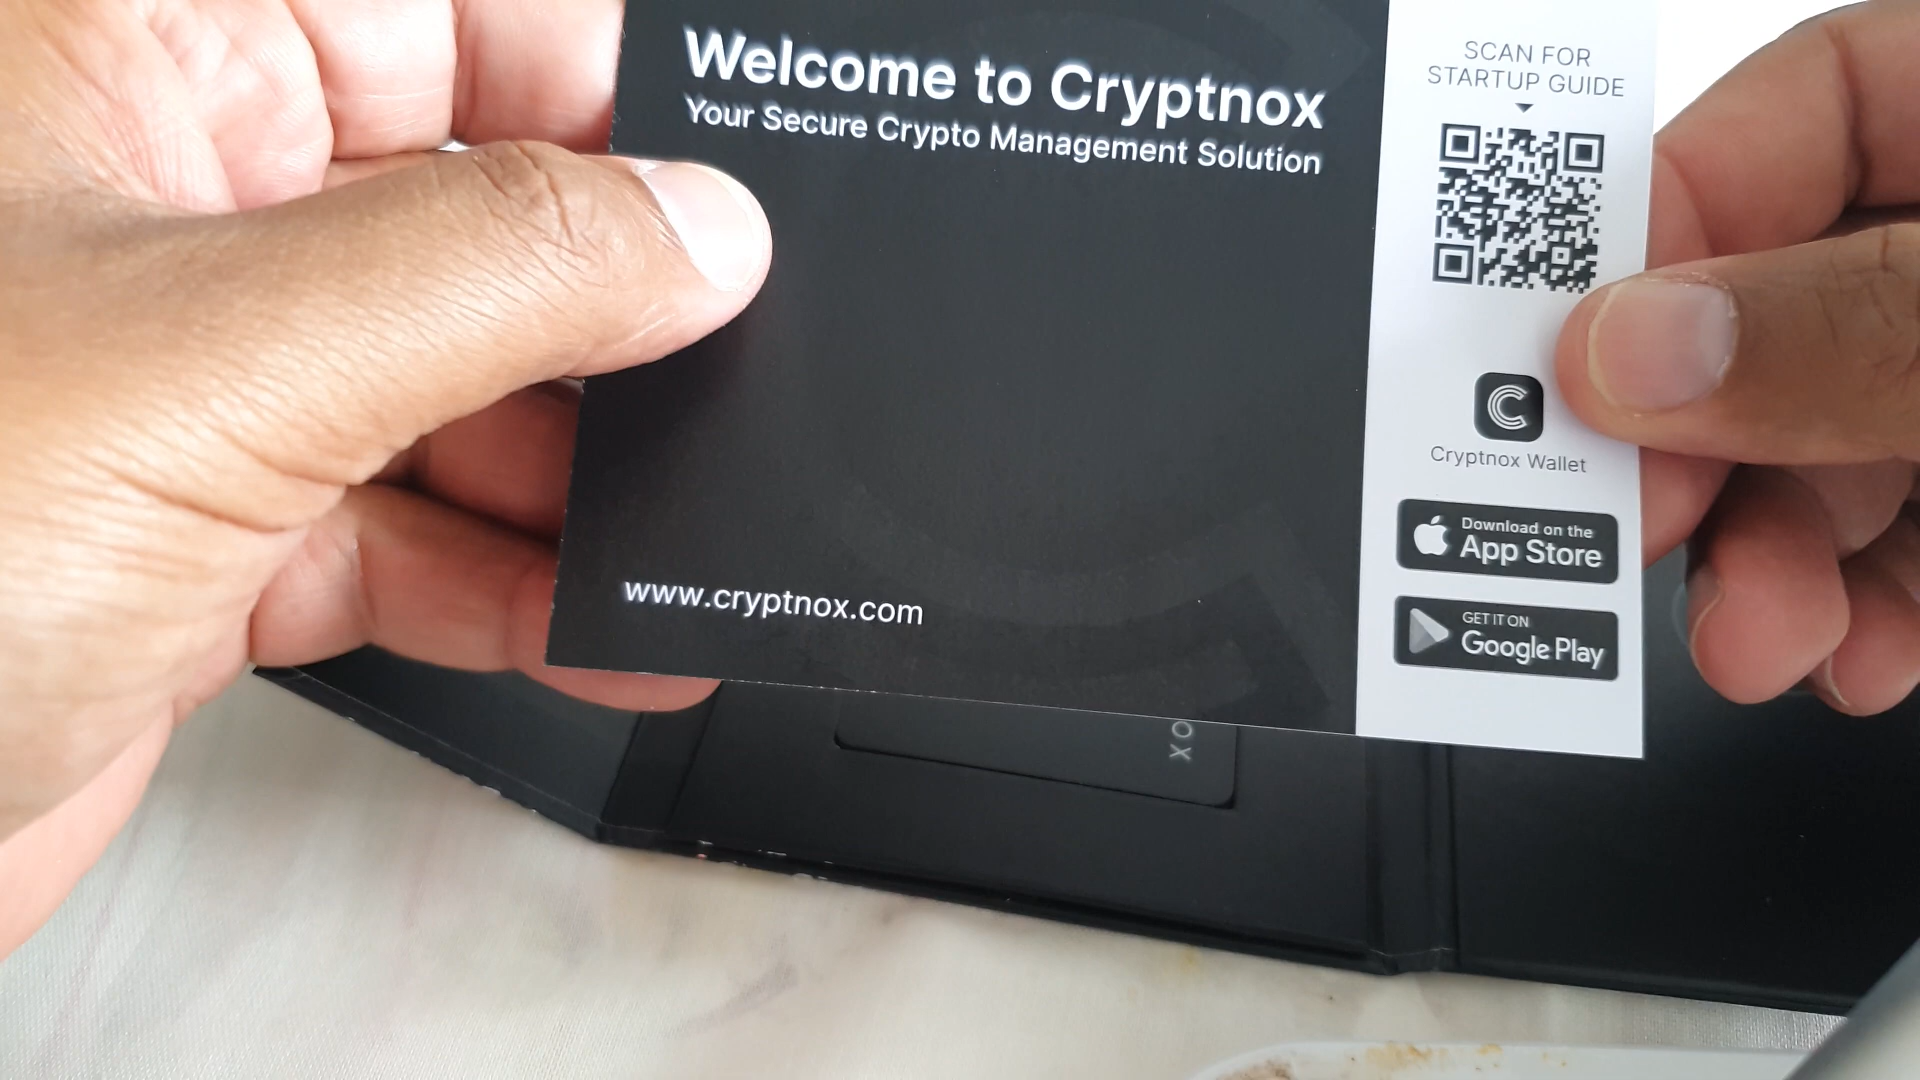 Welcome to Cryptnox
Your Secure Crypto Management Solution
www.cryptnox.com
SCAN FOR
STARTUP GUIDE
C
Cryptnox Wallet
Download on the
App Store
GET IT ON
Google Play
OX